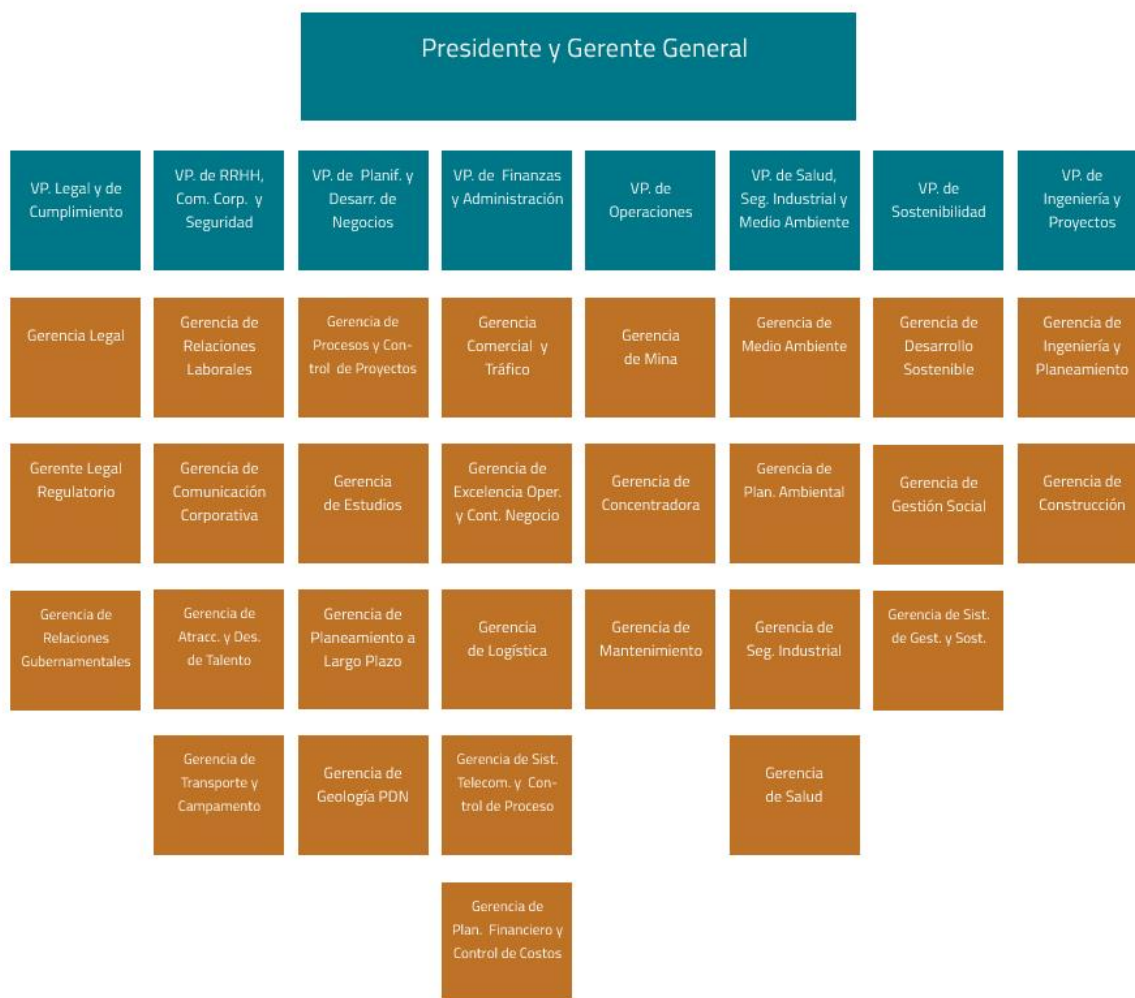 Presidente y Gerente General
VP. Legal y de
Cumplimiento
VP. de RRHH,
Com. Corp. y
Seguridad
VP. de Planif. y
Desarr. de
Negocios
VP. de Finanzas
y Administración
VP. de
Operaciones
VP. de Salud,
Seg. Industrial y
Medio Ambiente
VP. de
Sostenibilidad
VP. de
Ingeniería y
Proyectos
Gerencia Legal
Gerencia de
Relaciones
Laborales
Gerencia de
Procesos y Con-
trol de Proyectos
Gerencia
Comercial y
Tráfico
Gerencia
de Mina
Gerencia de
Medio Ambiente
Gerencia de
Desarrollo
Sostenible
Gerencia de
Ingeniería y
Planeamiento
Gerente Legal
Regulatorio
Gerencia de
Comunicación
Corporativa
Gerencia
de Estudios
Gerencia de
Excelencia Oper.
y Cont. Negocio
Gerencia de
Concentradora
Gerencia de
Plan. Ambiental
Gerencia de
Gestión Social
Gerencia de
Construcción
Gerencia de
Relaciones
Gubernamentales
Gerencia de
Atracc. y Des.
de Talento
Gerencia de
Planeamiento a
Largo Plazo
Gerencia
de Logística
Gerencia de
Mantenimiento
Gerencia de
Seg. Industrial
Gerencia de Sist.
de Gest. y Sost.
Gerencia de
Transporte y
Campamento
Gerencia de
Geología PDN
Gerencia de Sist.
Telecom. y Con-
trol de Proceso
Gerencia
de Salud
Gerencia de
Plan. Financiero y
Control de Costos